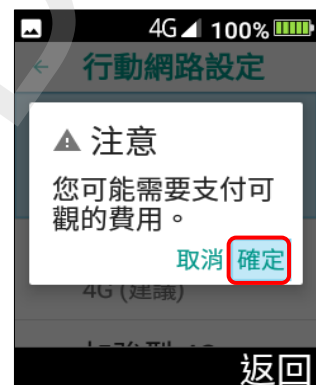 4G 100%
行動網路設定
注意
您可能需要支付可
觀的費用。
取消 確定
4G (建議)
返回